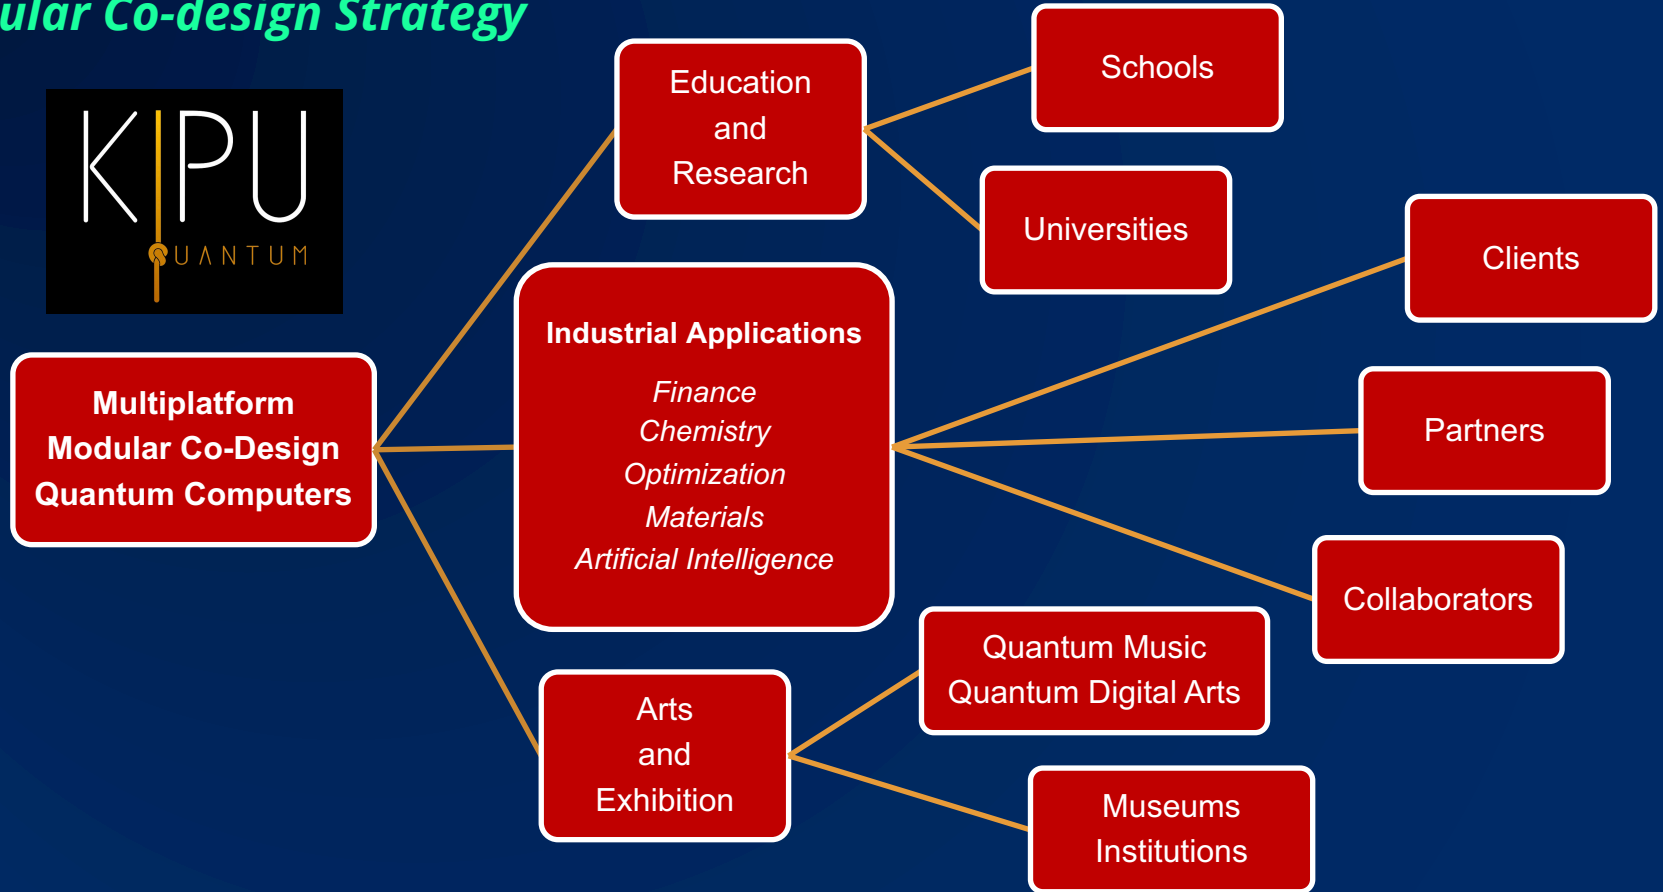 ular Co-design Strategy
KIPU
QUANTUM
Multiplatform
Modular Co-Design
Quantum Computers
Education
and
Research
Schools
Universities
Industrial Applications
Finance
Chemistry
Optimization
Materials
Artificial Intelligence
Clients
Partners
Collaborators
Arts
and
Exhibition
Quantum Music
Quantum Digital Arts
Museums
Institutions